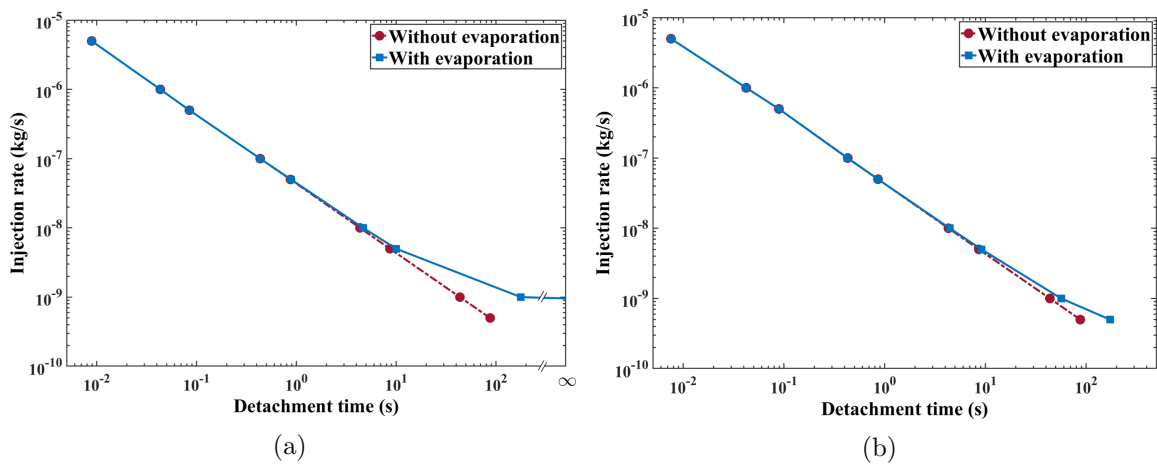 10^-5
10^-6
10^-7
10^-8
10^-9
10^-10
Injection rate (kg/s)
Without evaporation
With evaporation
10^-2 10^-1 10^0 10^1 10^2 ∞
Detachment time (s)
(a)
10^-5
10^-6
10^-7
10^-8
10^-9
10^-10
Injection rate (kg/s)
Without evaporation
With evaporation
10^-2 10^-1 10^0 10^1 10^2
Detachment time (s)
(b)